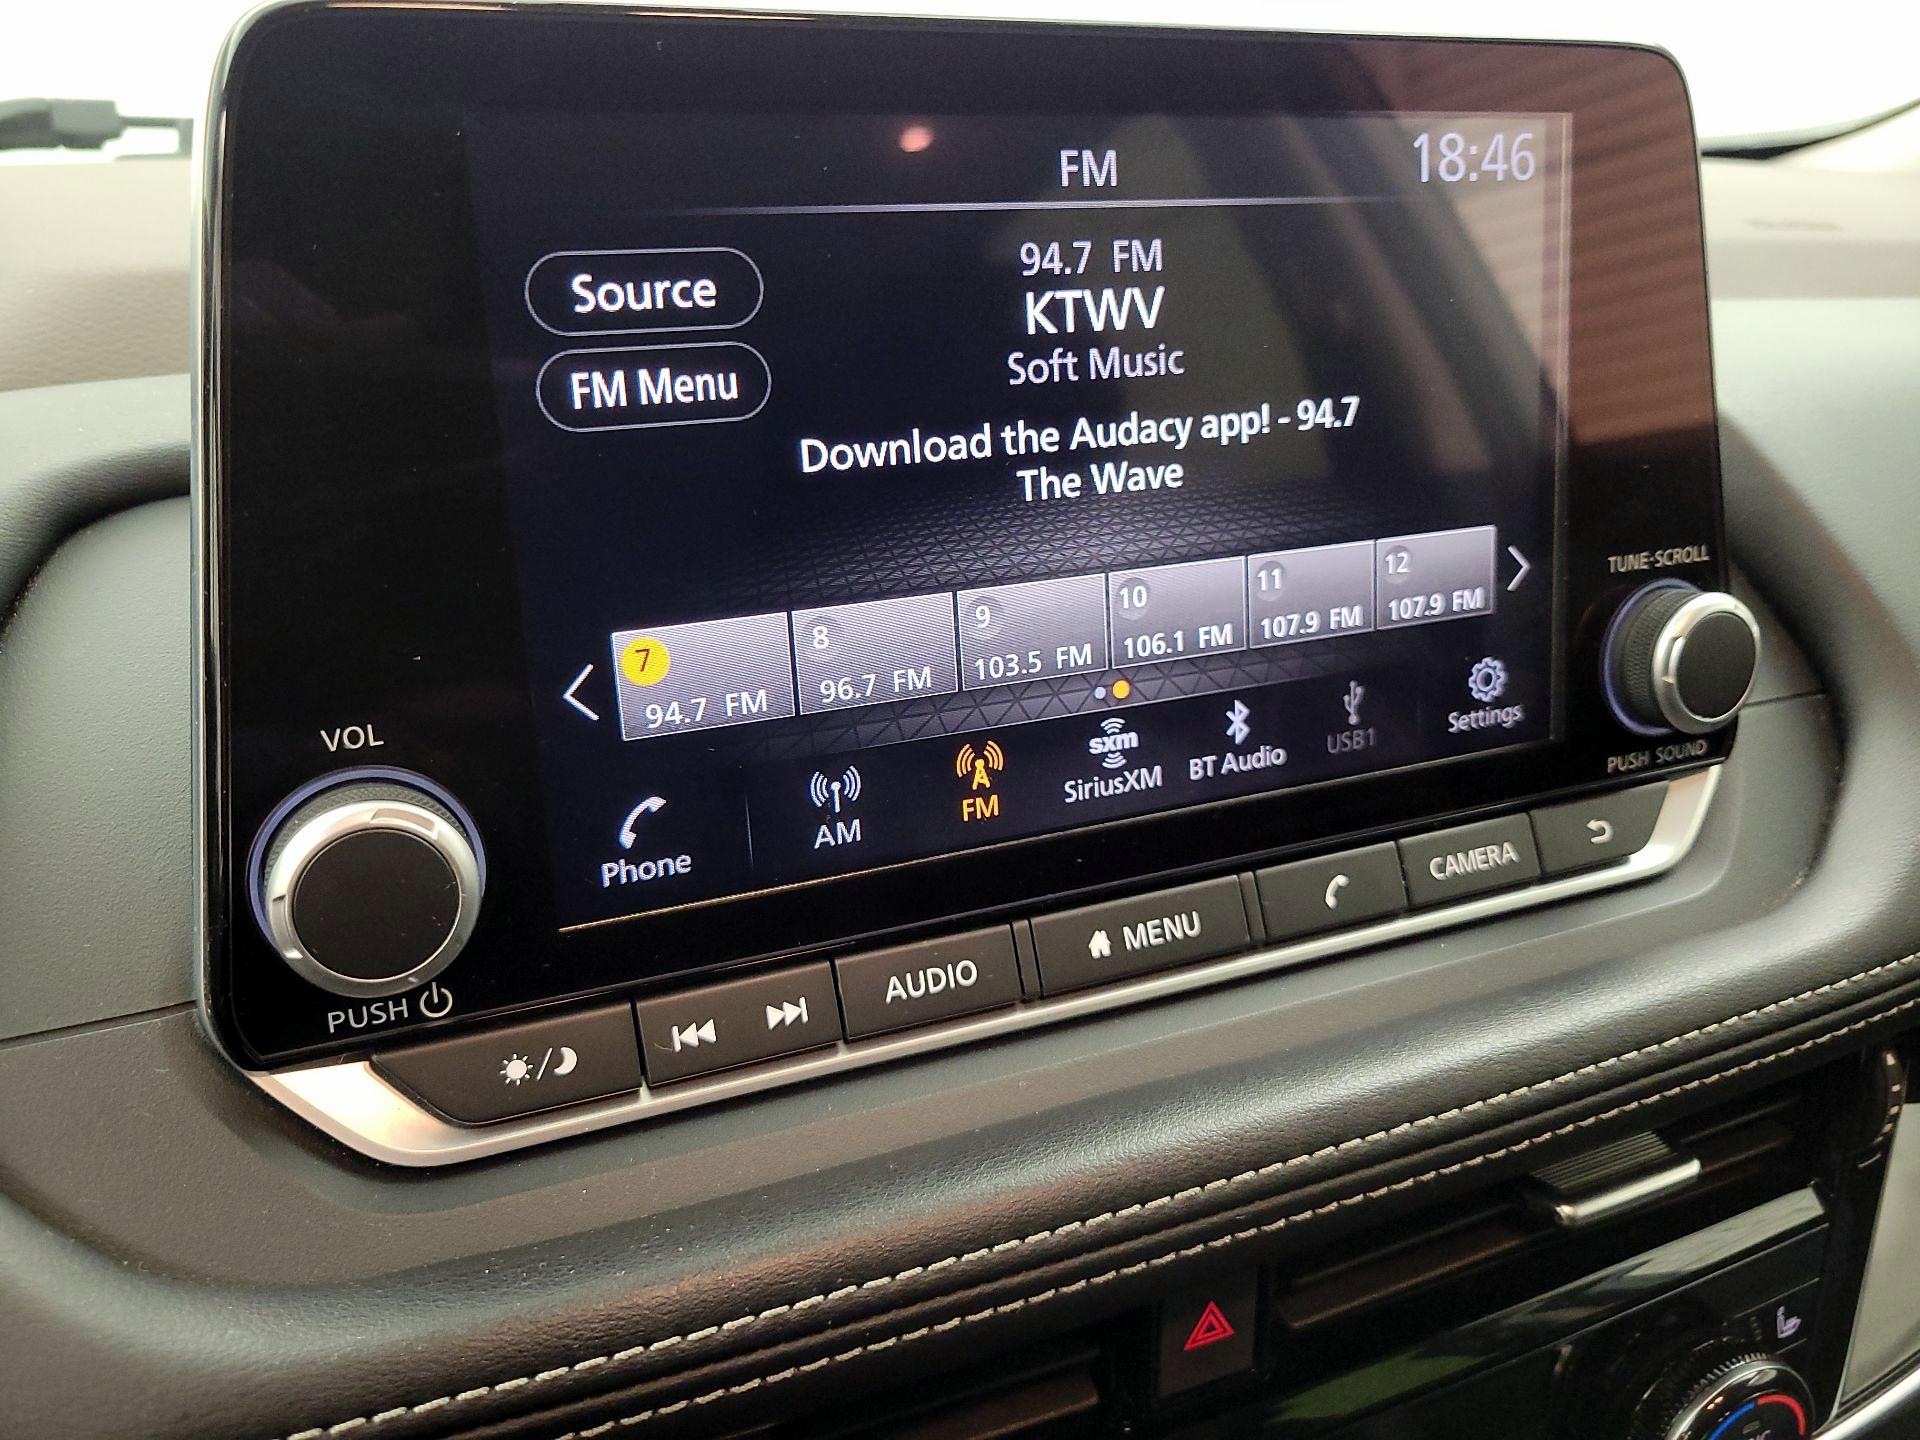 FM
18:46
Source
94.7 FM
KTWV
FM Menu
Soft Music
Download the Audacy app! - 94.7
The Wave
7
94.7 FM
8
96.7 FM
9
103.5 FM
10
106.1 FM
11
107.9 FM
12
107.9 FM
Phone
AM
FM
sxm
SiriusXM
BT Audio
USB1
Settings
VOL
PUSH
TUNE·SCROLL
PUSH SOUND
AUDIO
MENU
CAMERA